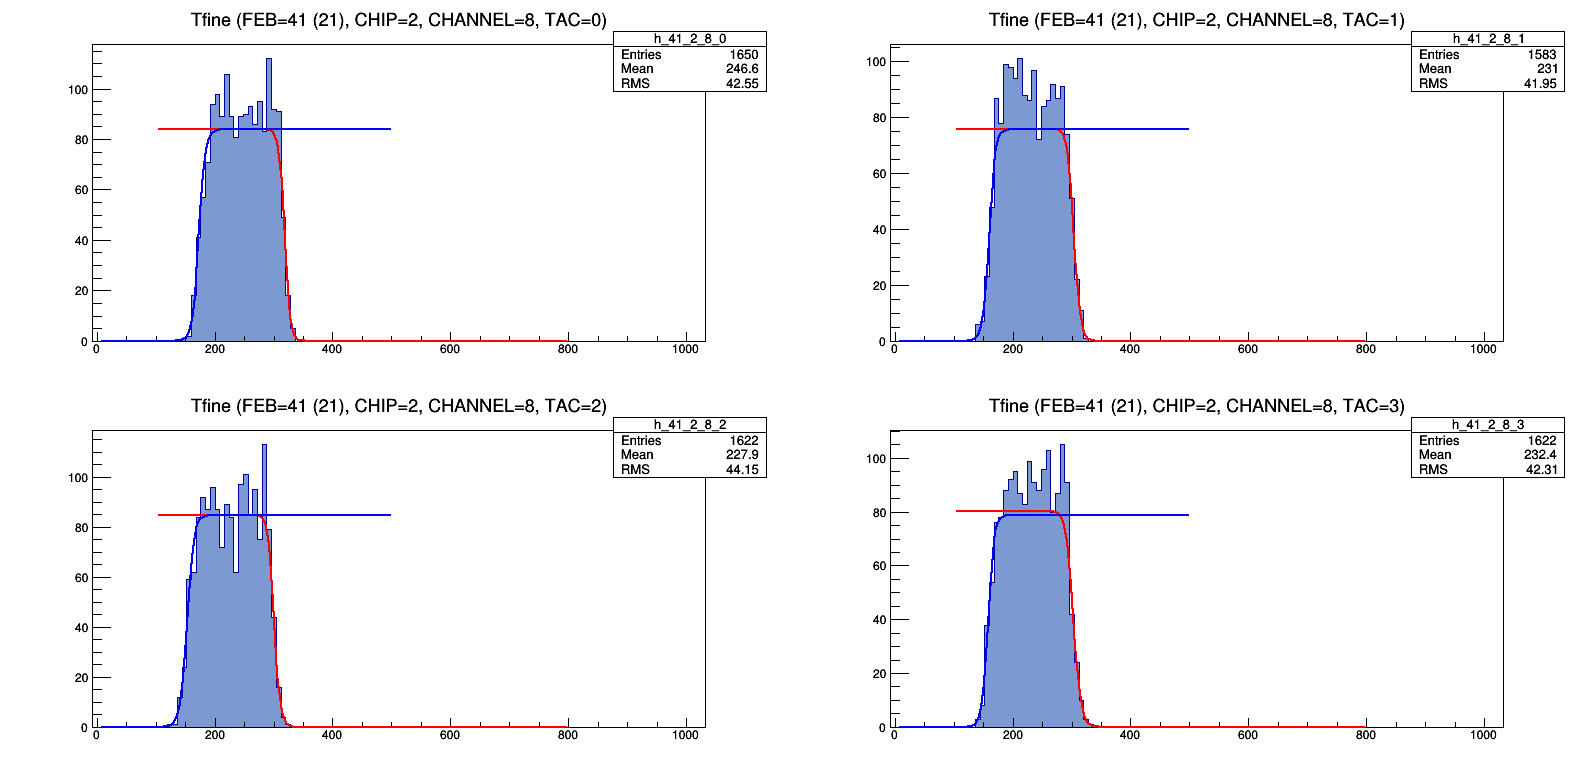 Tfine (FEB=41 (21), CHIP=2, CHANNEL=8, TAC=0)
h_41_2_8_0
Entries 1650
Mean 246.6
RMS 42.55
100
80
60
40
20
0
0 200 400 600 800 1000
Tfine (FEB=41 (21), CHIP=2, CHANNEL=8, TAC=1)
h_41_2_8_1
Entries 1583
Mean 231
RMS 41.95
100
80
60
40
20
0
0 200 400 600 800 1000
Tfine (FEB=41 (21), CHIP=2, CHANNEL=8, TAC=2)
h_41_2_8_2
Entries 1622
Mean 227.9
RMS 44.15
100
80
60
40
20
0
0 200 400 600 800 1000
Tfine (FEB=41 (21), CHIP=2, CHANNEL=8, TAC=3)
h_41_2_8_3
Entries 1622
Mean 232.4
RMS 42.31
100
80
60
40
20
0
0 200 400 600 800 1000